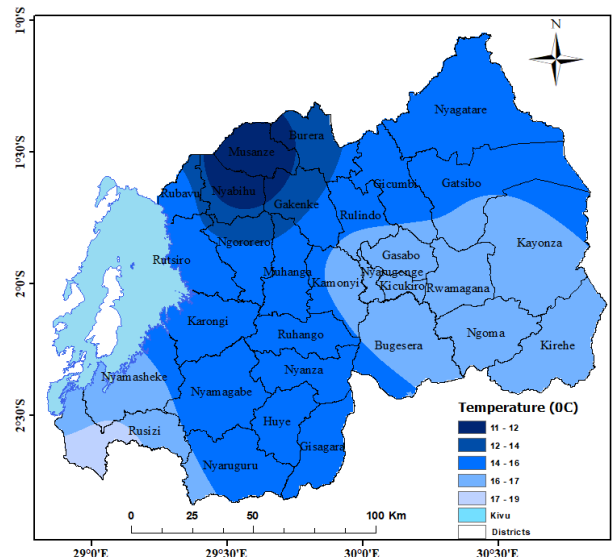 1°0'S
1°30'S
2°0'S
2°30'S
N
Nyagatare
Burera
Musanze
Nyabihu
Rubavu
Gakenke
Gicumbi
Gatsibo
Rulindo
Ngororero
Rutsiro
Muhanga
Kamonyi
Gasabo
Nyarugenge
Kicukiro
Rwamagana
Kayonza
Karongi
Ruhango
Bugesera
Ngoma
Kirehe
Nyamasheke
Nyamagabe
Nyanza
Rusizi
Huye
Gisagara
Nyaruguru
Temperature (0C)
11 - 12
12 - 14
14 - 16
16 - 17
17 - 19
Kivu
Districts
0 25 50 100 Km
29°0'E 29°30'E 30°0'E 30°30'E